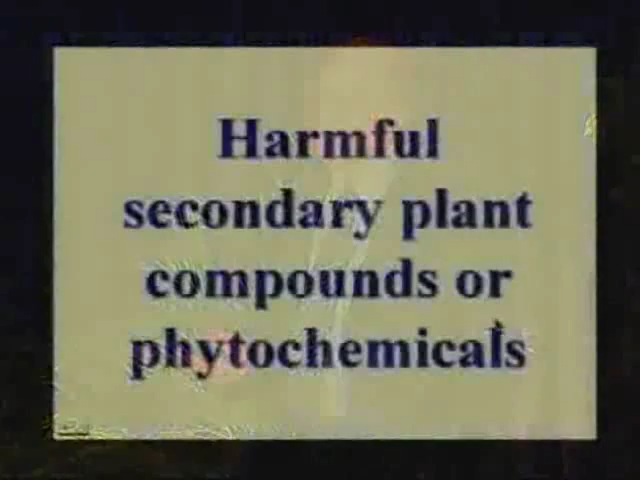 Harmful
secondary plant
compounds or
phytochemicals